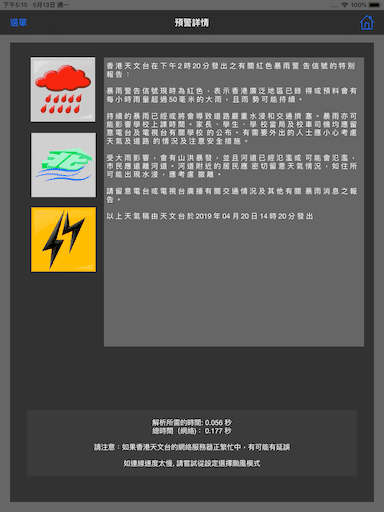 下午5:15 5月13日 週一
100%
選單
預警詳情
香港天文台在下午2時20分發出之有關紅色暴雨警告信號的特別
報告：
暴雨警告信號現時為紅色，表示香港廣泛地區已錄得或預料會有
每小時雨量超過50毫米的大雨，且雨勢可能持續。
持續的暴雨已經或將會導致道路嚴重水浸和交通擠塞。暴雨亦可
能影響學校上課時間。家長、學生、學校當局及校車司機均應留
意電台及電視台有關學校的公布。有需要外出的人士應小心考慮
天氣及道路的情況及注意安全措施。
受大雨影響，會有山洪暴發，並且河道已經氾濫或可能會氾濫，
市民應遠離河道。河道附近的居民應密切留意天氣情況，如住所
可能出現水浸，應考慮撤離。
請留意電台或電視台廣播有關交通情況及其他有關暴雨消息之報
告。
以上天氣稿由天文台於2019年04月20日14時20分發出
解析所需的時間: 0.056 秒
總時間（網絡）: 0.177 秒
請注意：如果香港天文台的網絡服務器正繁忙中，有可能有延誤
如連線速度太慢, 請嘗試從設定選擇颱風模式